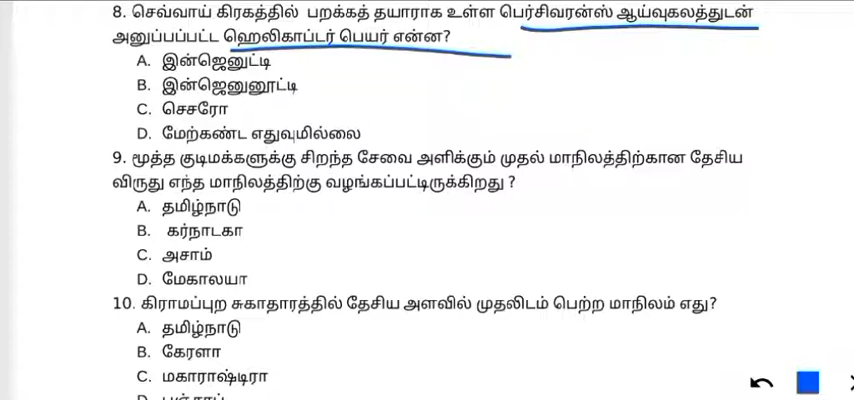 8. செவ்வாய் கிரகத்தில் பறக்கத் தயாராக உள்ள பெர்சிவரன்ஸ் ஆய்வுகலத்துடன்
அனுப்பப்பட்ட ஹெலிகாப்டர் பெயர் என்ன?
A. இன்ஜெனுட்டி
B. இன்ஜெனுனூட்டி
C. செசரோ
D. மேற்கண்ட எதுவுமில்லை
9. மூத்த குடிமக்களுக்கு சிறந்த சேவை அளிக்கும் முதல் மாநிலத்திற்கான தேசிய
விருது எந்த மாநிலத்திற்கு வழங்கப்பட்டிருக்கிறது ?
A. தமிழ்நாடு
B. கர்நாடகா
C. அசாம்
D. மேகாலயா
10. கிராமப்புற சுகாதாரத்தில் தேசிய அளவில் முதலிடம் பெற்ற மாநிலம் எது?
A. தமிழ்நாடு
B. கேரளா
C. மகாராஷ்டிரா